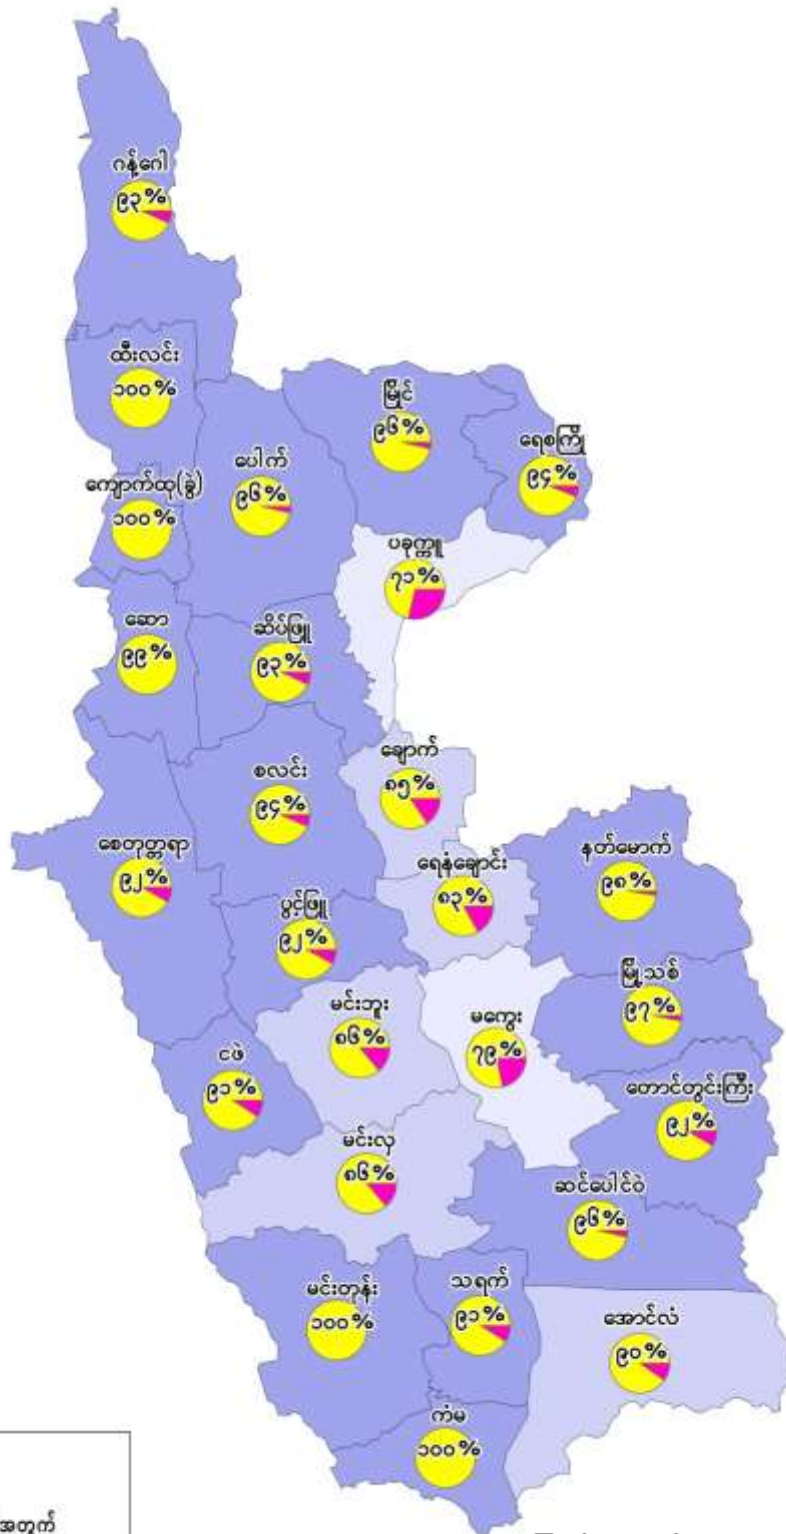 ဂန့်ဂေါ
၉၃%
ထီးလင်း
၁၀၀%
မြိုင်
၉၆%
ရေစကြို
၉၄%
ပေါက်
၉၆%
ကျောက်ထု(ခွဲ)
၁၀၀%
ပခုက္ကူ
၇၁%
ဆော
၉၉%
ဆိပ်ဖြူ
၉၃%
ချောက်
၈၅%
စလင်း
၉၄%
စေတုတ္တရာ
၉၂%
ရေနံချောင်း
၈၃%
နတ်မောက်
၉၈%
ပွင့်ဖြူ
၉၂%
မြို့သစ်
၉၇%
မင်းဘူး
၈၆%
မကွေး
၇၉%
ငဖဲ
၉၁%
တောင်တွင်းကြီး
၉၂%
မင်းလှ
၈၆%
ဆင်ပေါင်ဝဲ
၉၆%
မင်းတုန်း
၁၀၀%
သရက်
၉၁%
အောင်လံ
၉၀%
ကံမ
၁၀၀%
အတွက်